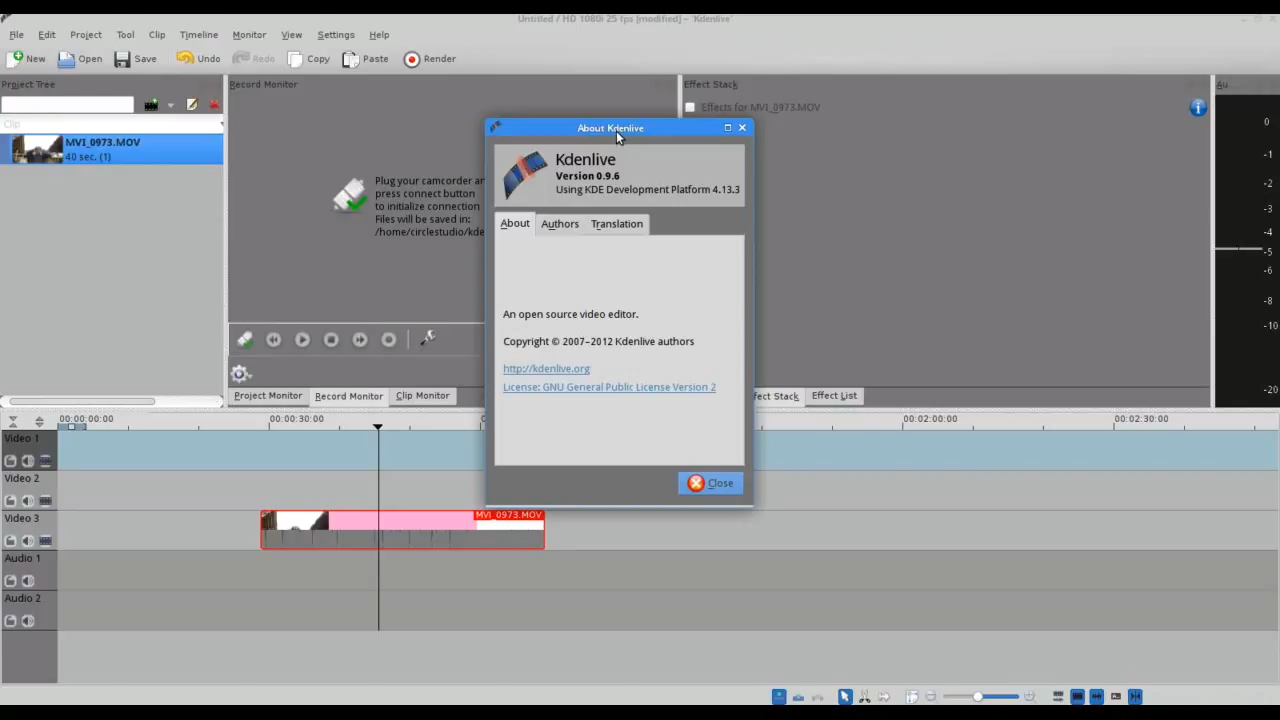 Untitled / HD 1080i 25 fps [modified] – 'Kdenlive'
File Edit Project Tool Clip Timeline Monitor View Settings Help
New Open Save Undo Redo Copy Paste Render
Project Tree
Record Monitor
Effect Stack
Au
Effects for MVI_0973.MOV
Clip
MVI_0973.MOV
40 sec. (1)
Plug your camcorder an
press connect button
to initialize connection
Files will be saved in:
/home/circlestudio/kde
About Kdenlive
Kdenlive
Version 0.9.6
Using KDE Development Platform 4.13.3
About Authors Translation
An open source video editor.
Copyright © 2007–2012 Kdenlive authors
http://kdenlive.org
License: GNU General Public License Version 2
Close
0
-1
-2
-3
-4
-5
-6
-8
-10
-20
Project Monitor Record Monitor Clip Monitor
fect Stack Effect List
00:00:00:00 00:00:30:00 00:02:00:00 00:02:30:00
Video 1
Video 2
Video 3
MVI_0973.MOV
Audio 1
Audio 2